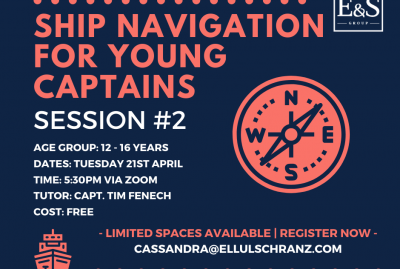 E&S
GROUP
SHIP NAVIGATION
FOR YOUNG
CAPTAINS
SESSION #2
AGE GROUP: 12 - 16 YEARS
DATES: TUESDAY 21ST APRIL
TIME: 5:30PM VIA ZOOM
TUTOR: CAPT. TIM FENECH
COST: FREE
N
W
E
S
- LIMITED SPACES AVAILABLE | REGISTER NOW -
CASSANDRA@ELLULSCHRANZ.COM